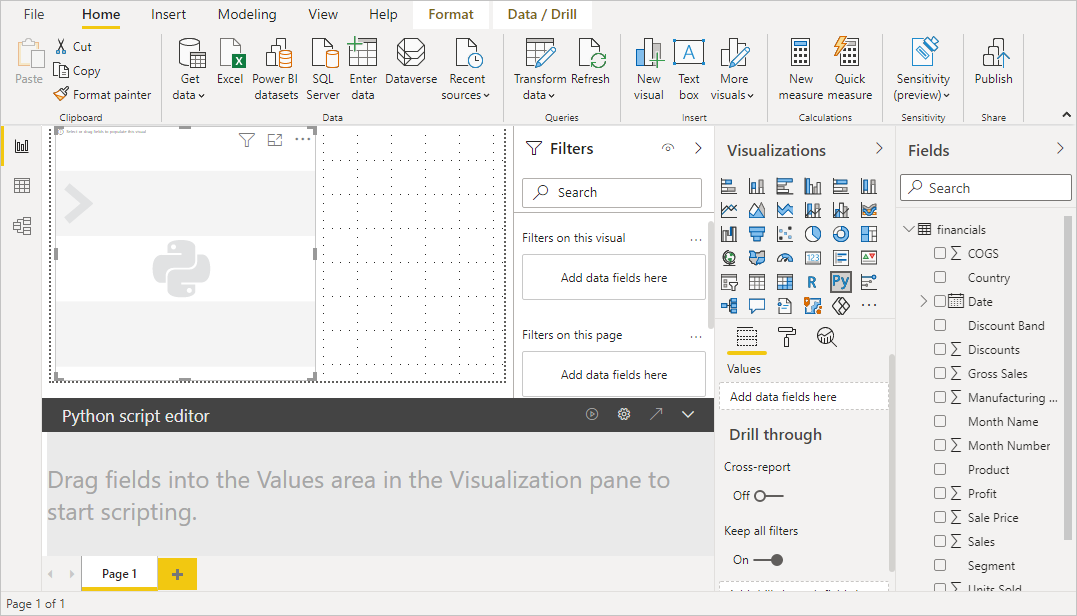 File Home Insert Modeling View Help Format Data / Drill
Paste
Cut
Copy
Format painter
Clipboard
Get data
Excel
Power BI datasets
SQL Server
Enter data
Dataverse
Recent sources
Data
Transform data
Refresh
Queries
New visual
Text box
More visuals
Insert
New measure
Quick measure
Calculations
Sensitivity (preview)
Sensitivity
Publish
Share
Select or drag fields to populate this visual
Filters
Search
Filters on this visual
...
Add data fields here
Filters on this page
...
Add data fields here
Visualizations
123
R
Py
...
Values
Add data fields here
Drill through
Cross-report
Off
Keep all filters
On
Fields
Search
financials
COGS
Country
Date
Discount Band
Discounts
Gross Sales
Manufacturing ...
Month Name
Month Number
Product
Profit
Sale Price
Sales
Segment
Units Sold
Python script editor
Drag fields into the Values area in the Visualization pane to
start scripting.
Page 1
Page 1 of 1